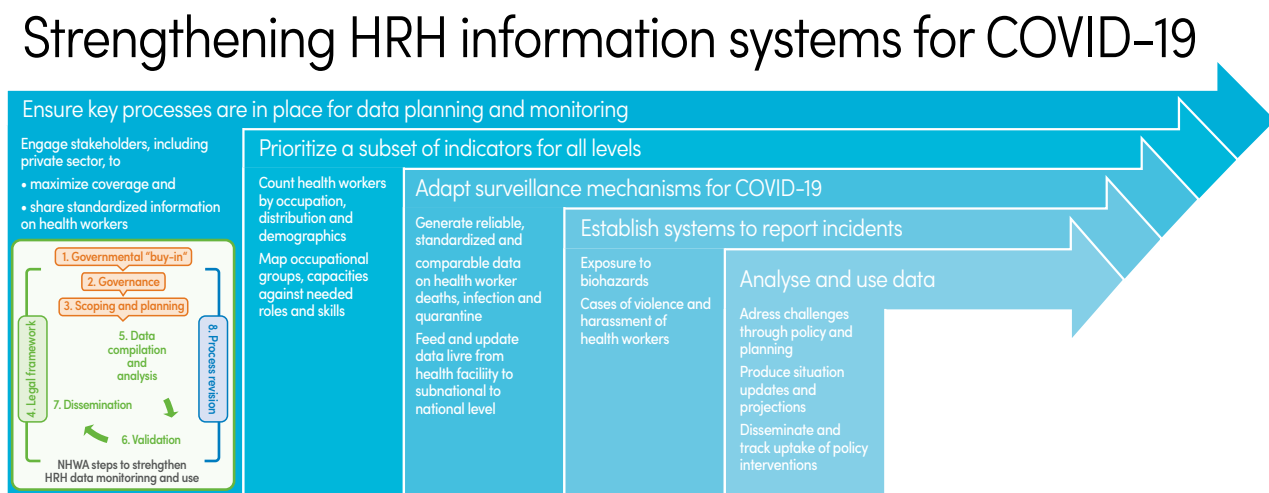 Strengthening HRH information systems for COVID-19
Ensure key processes are in place for data planning and monitoring
Engage stakeholders, including
private sector, to
• maximize coverage and
• share standardized information
on health workers
1. Governmental "buy-in"
2. Governance
3. Scoping and planning
4. Legal framework
5. Data
compilation
and
analysis
6. Validation
7. Dissemination
8. Process revision
NHWA steps to strehgten
HRH data monitorinng and use
Prioritize a subset of indicators for all levels
Count health workers
by occupation,
distribution and
demographics
Map occupational
groups, capacities
against needed
roles and skills
Adapt surveillance mechanisms for COVID-19
Generate reliable,
standardized and
comparable data
on health worker
deaths, infection and
quarantine
Feed and update
data livre from
health faciliity to
subnational to
national level
Establish systems to report incidents
Exposure to
biohazards
Cases of violence and
harassment of
health workers
Analyse and use data
Adress challenges
through policy and
planning
Produce situation
updates and
projections
Disseminate and
track uptake of policy
interventions